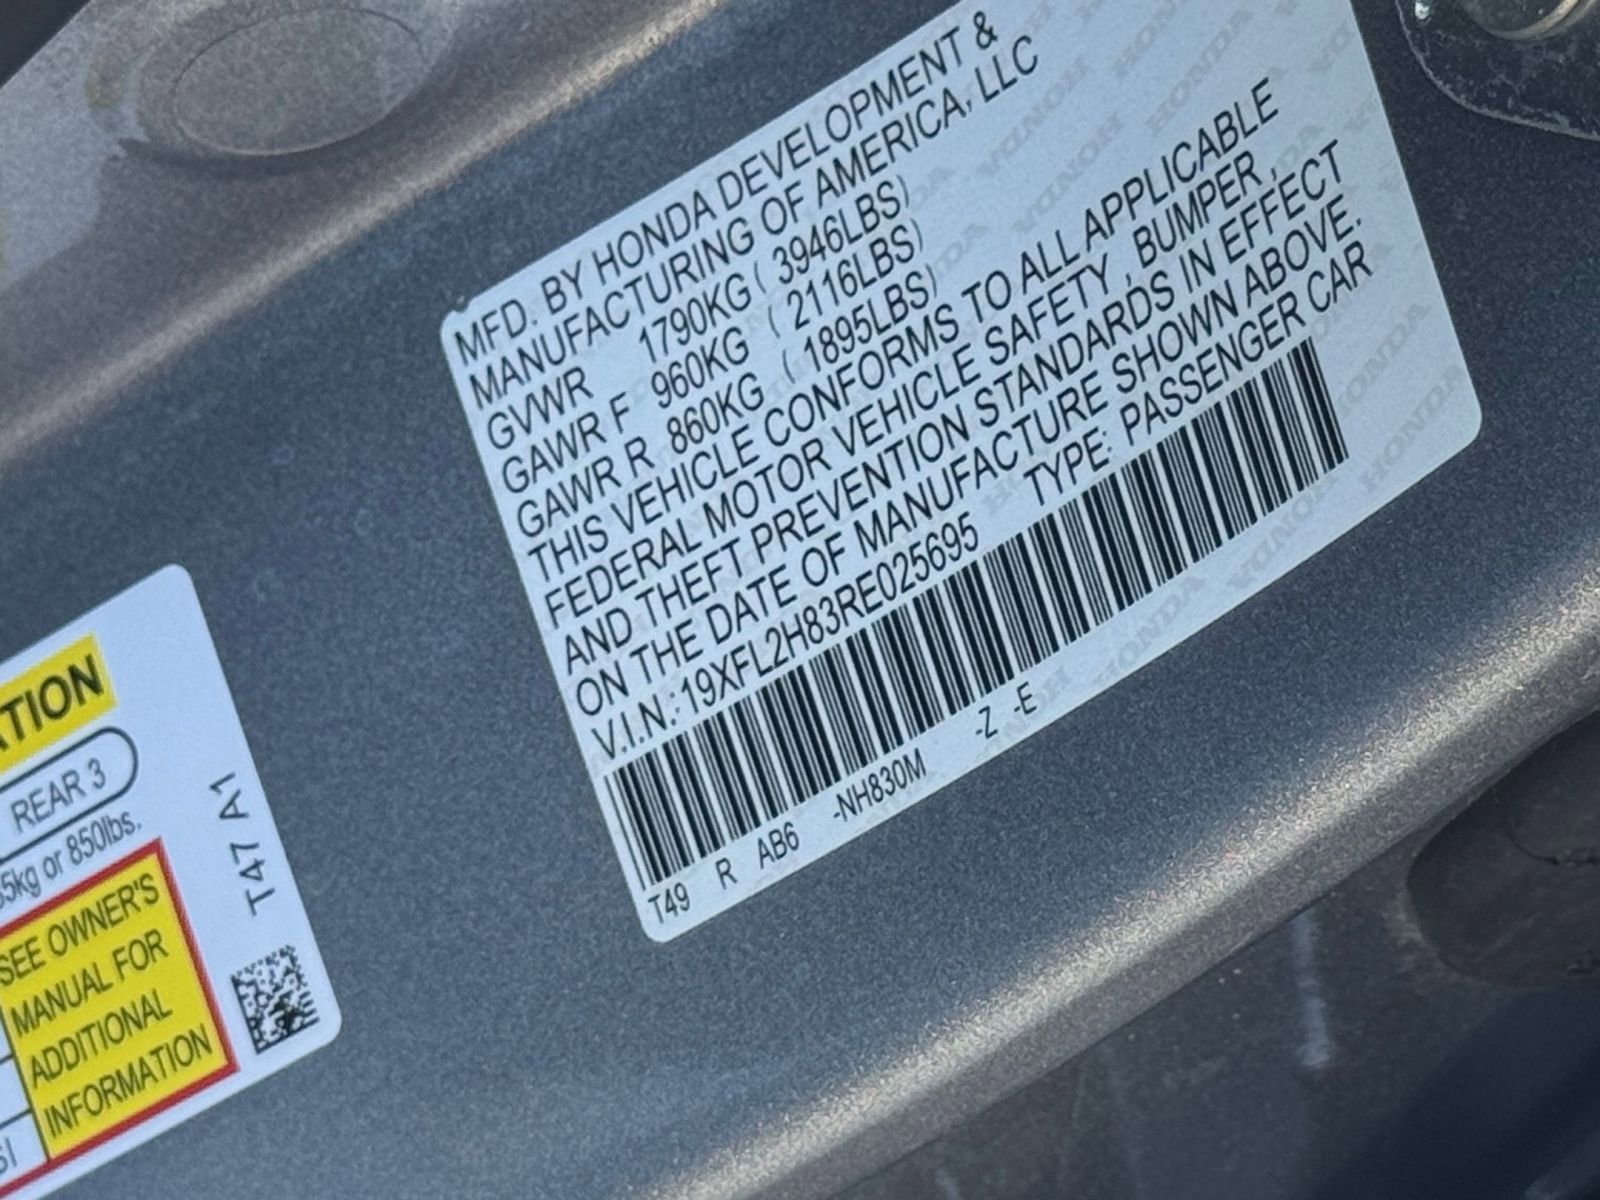 MFD. BY HONDA DEVELOPMENT &
MANUFACTURING OF AMERICA, LLC
GVWR 1790KG ( 3946LBS)
GAWR F 960KG ( 2116LBS)
GAWR R 860KG ( 1895LBS)
THIS VEHICLE CONFORMS TO ALL APPLICABLE
FEDERAL MOTOR VEHICLE SAFETY , BUMPER ,
AND THEFT PREVENTION STANDARDS IN EFFECT
ON THE DATE OF MANUFACTURE SHOWN ABOVE.
V.I.N.:19XFL2H83RE025695 TYPE: PASSENGER CAR
T49 R AB6 -NH830M -Z -E
REAR 3
or 850lbs.
T47 A1
SEE OWNER'S
MANUAL FOR
ADDITIONAL
INFORMATION